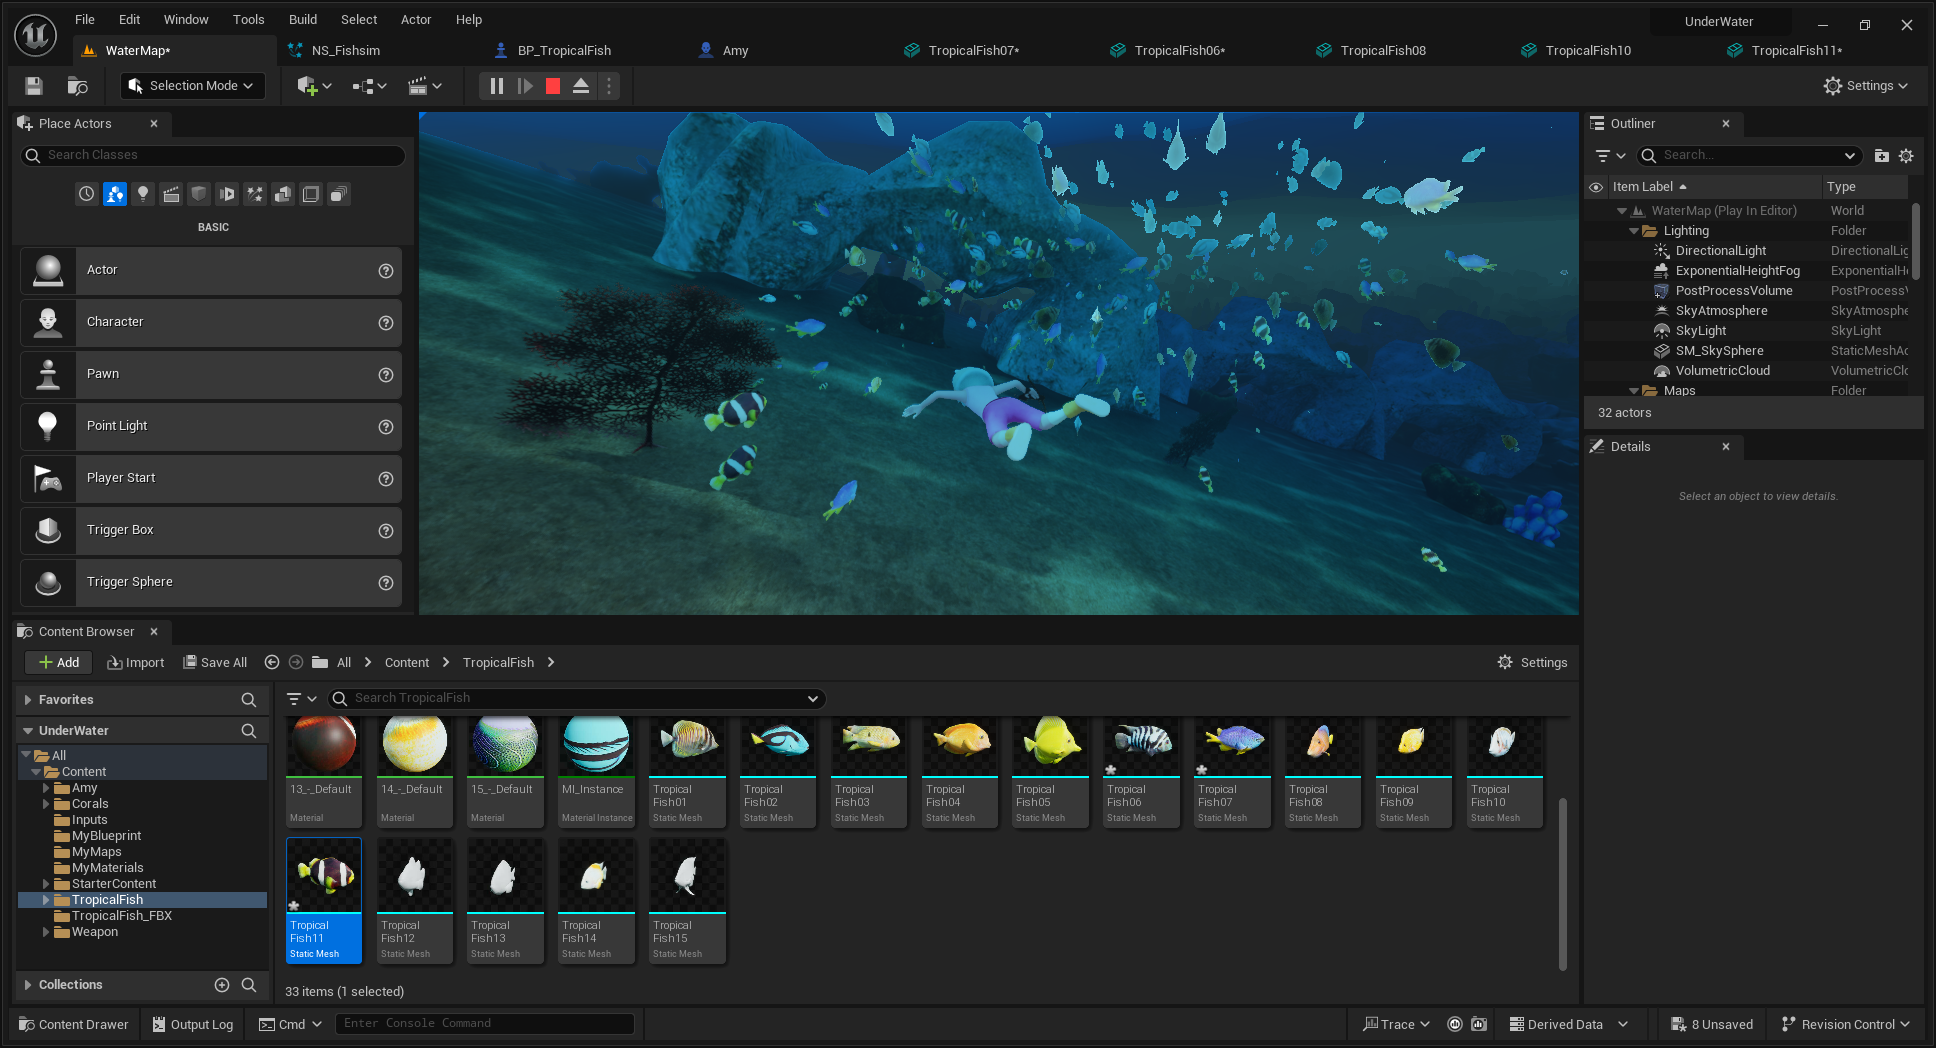 File Edit Window Tools Build Select Actor Help
UnderWater
WaterMap*
NS_Fishsim
BP_TropicalFish
Amy
TropicalFish07*
TropicalFish06*
TropicalFish08
TropicalFish10
TropicalFish11*
Selection Mode
Settings
Place Actors
Search Classes
BASIC
Actor
Character
Pawn
Point Light
Player Start
Trigger Box
Trigger Sphere
Outliner
Search...
Item Label Type
WaterMap (Play In Editor) World
Lighting Folder
DirectionalLight DirectionalLig
ExponentialHeightFog ExponentialH
PostProcessVolume PostProcessV
SkyAtmosphere SkyAtmosphe
SkyLight SkyLight
SM_SkySphere StaticMeshAc
VolumetricCloud VolumetricClo
Maps Folder
32 actors
Details
Select an object to view details.
Content Browser
Add Import Save All All Content TropicalFish
Settings
Favorites
UnderWater
All
Content
Amy
Corals
Inputs
MyBlueprint
MyMaps
MyMaterials
StarterContent
TropicalFish
TropicalFish_FBX
Weapon
Collections
Search TropicalFish
13_-_Default
Material
14_-_Default
Material
15_-_Default
Material
MI_Instance
Material Instance
Tropical
Fish01
Static Mesh
Tropical
Fish02
Static Mesh
Tropical
Fish03
Static Mesh
Tropical
Fish04
Static Mesh
Tropical
Fish05
Static Mesh
Tropical
Fish06
Static Mesh
Tropical
Fish07
Static Mesh
Tropical
Fish08
Static Mesh
Tropical
Fish09
Static Mesh
Tropical
Fish10
Static Mesh
Tropical
Fish11
Static Mesh
Tropical
Fish12
Static Mesh
Tropical
Fish13
Static Mesh
Tropical
Fish14
Static Mesh
Tropical
Fish15
Static Mesh
33 items (1 selected)
Content Drawer
Output Log
Cmd
Enter Console Command
Trace
Derived Data
8 Unsaved
Revision Control